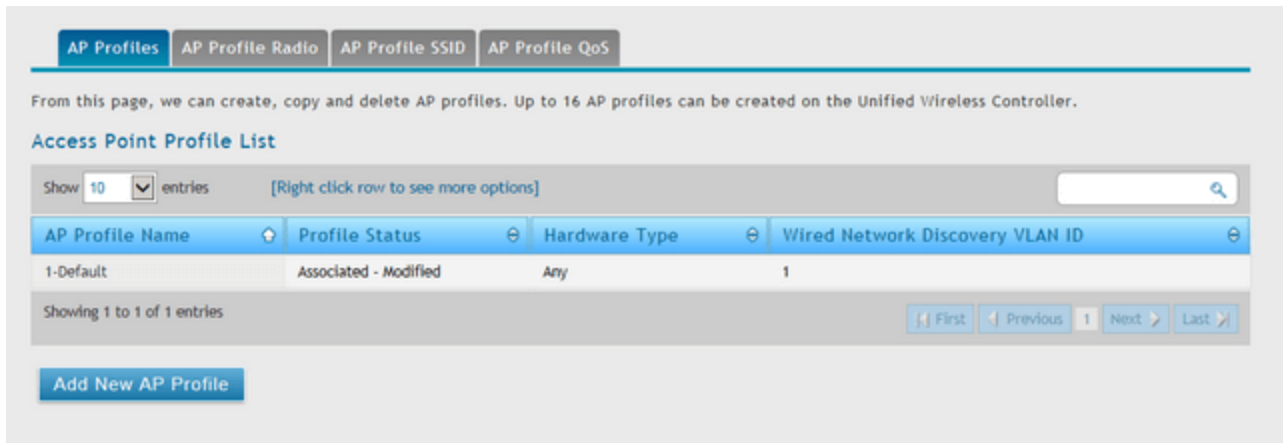 AP Profiles AP Profile Radio AP Profile SSID AP Profile QoS
From this page, we can create, copy and delete AP profiles. Up to 16 AP profiles can be created on the Unified Wireless Controller.
Access Point Profile List
Show 10 entries [Right click row to see more options]
AP Profile Name Profile Status Hardware Type Wired Network Discovery VLAN ID
1-Default Associated - Modified Any 1
Showing 1 to 1 of 1 entries First Previous 1 Next Last
Add New AP Profile